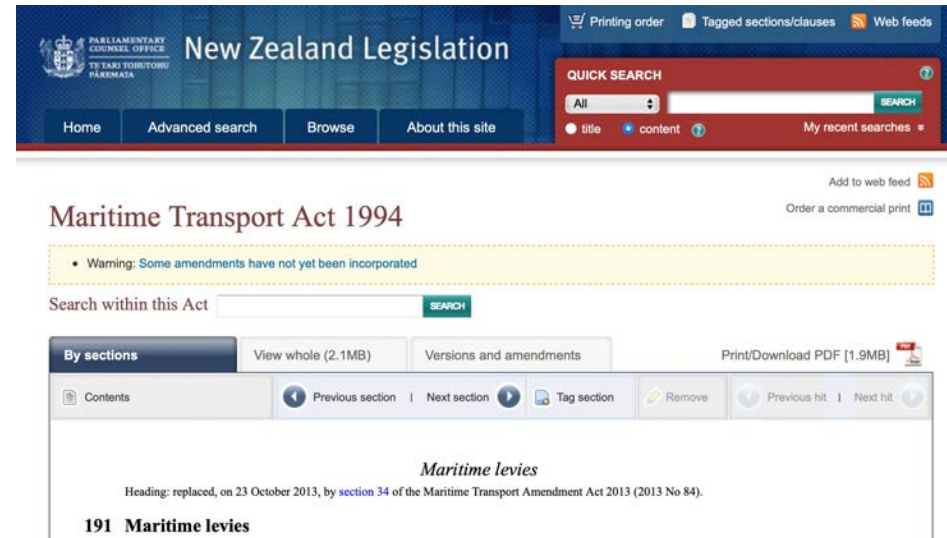 Printing order Tagged sections/clauses Web feeds
PARLIAMENTARY
COUNSEL OFFICE
TE TARI TOHUTOHU
PĀREMATA
New Zealand Legislation
QUICK SEARCH
All SEARCH
Home Advanced search Browse About this site
title content My recent searches
Add to web feed
Order a commercial print
Maritime Transport Act 1994
Warning: Some amendments have not yet been incorporated
Search within this Act SEARCH
By sections View whole (2.1MB) Versions and amendments Print/Download PDF [1.9MB]
Contents Previous section | Next section Tag section Remove Previous hit | Next hit
Maritime levies
Heading: replaced, on 23 October 2013, by section 34 of the Maritime Transport Amendment Act 2013 (2013 No 84).
191 Maritime levies